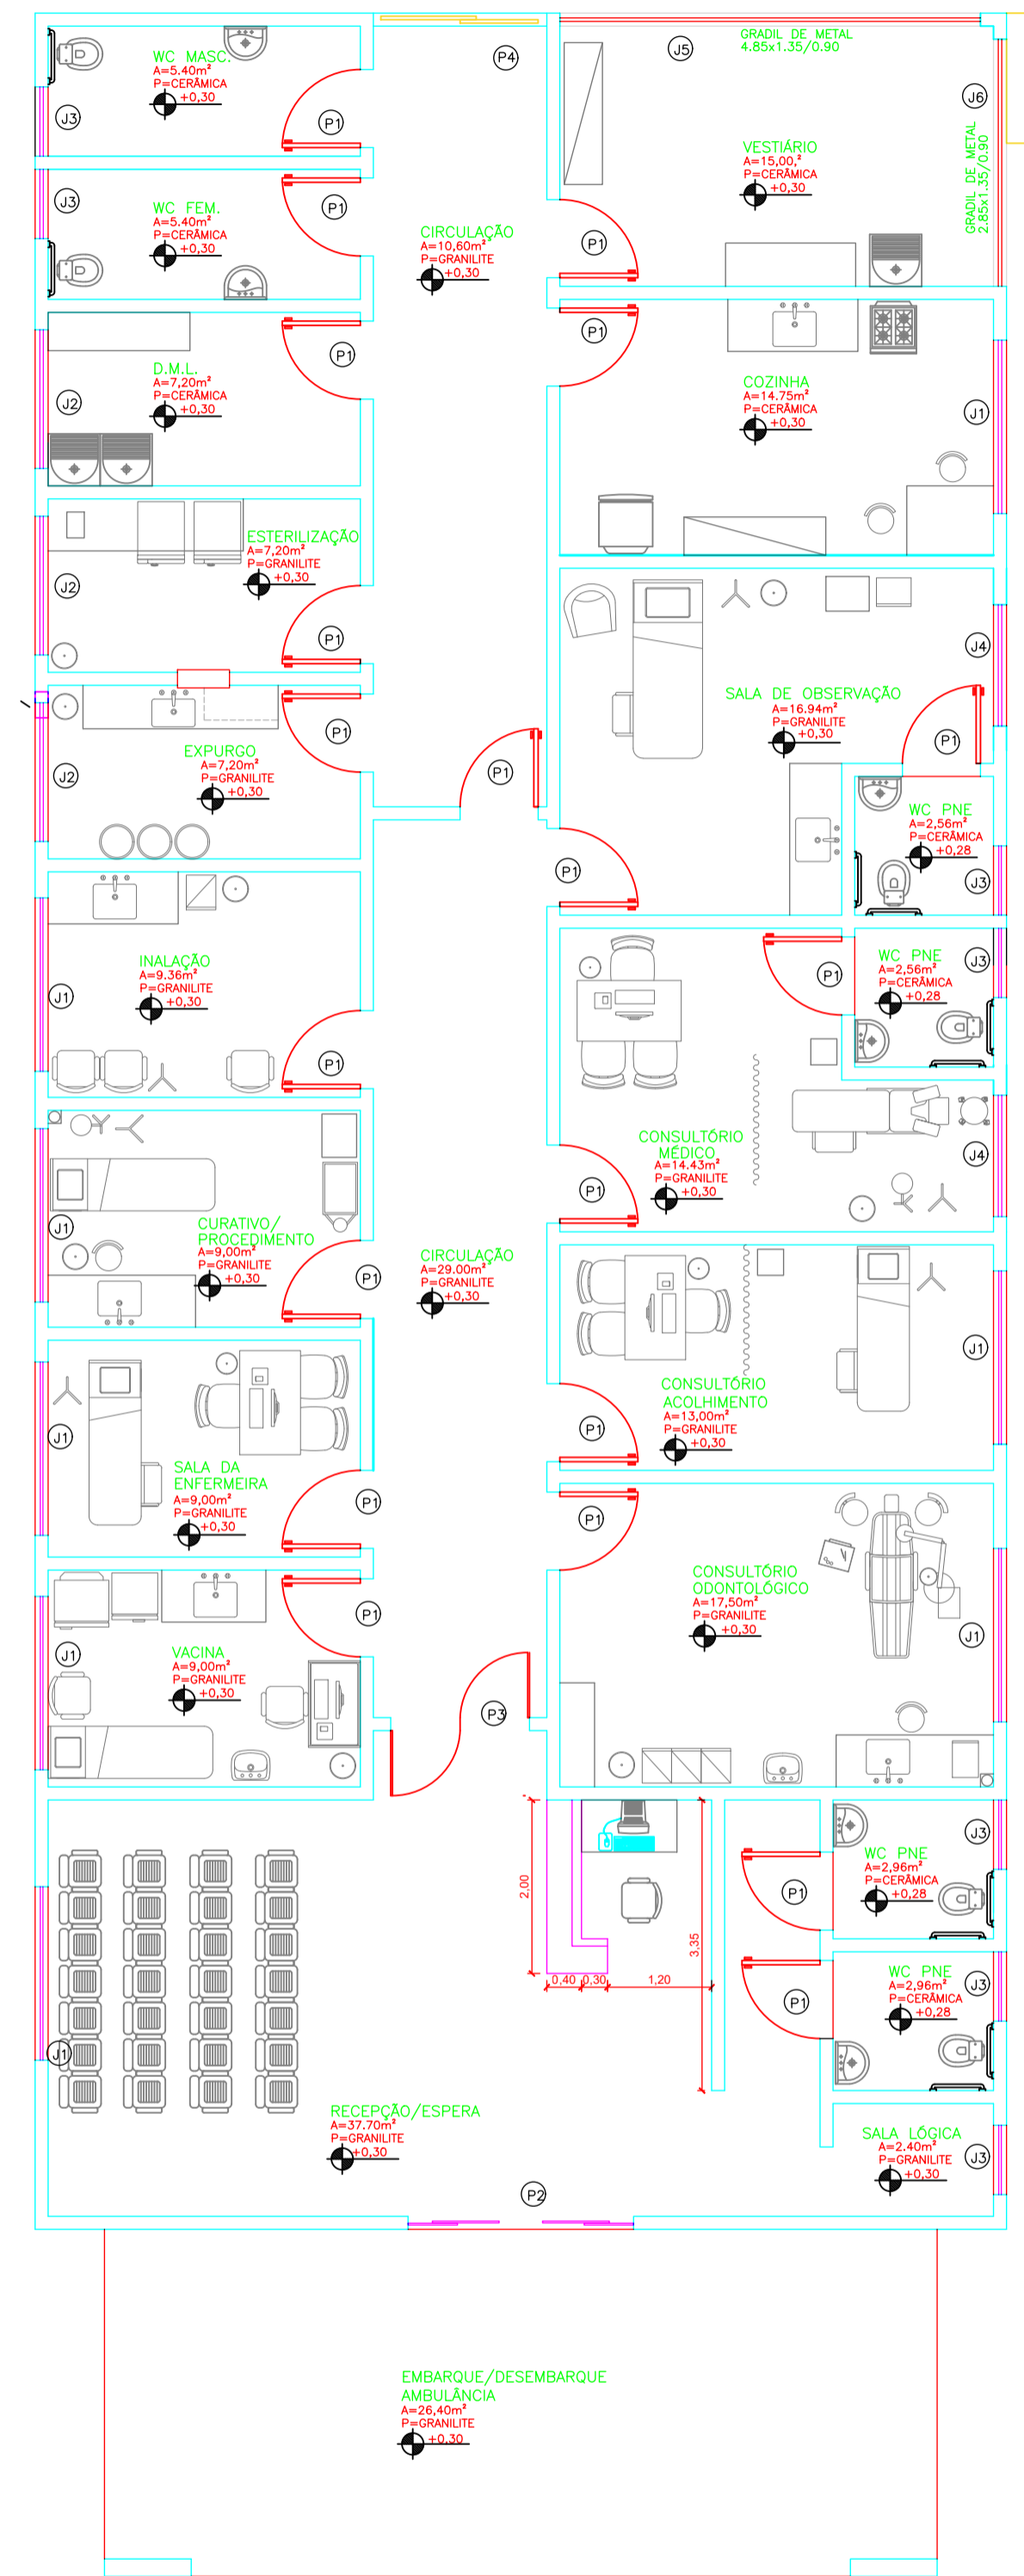 WC MASC.
A=5.40m²
P=CERÂMICA
+0,30
J3
P1
P4
J5
GRADIL DE METAL
4.85x1.35/0.90
J6
GRADIL DE METAL
2.85x1.35/0.90
VESTIÁRIO
A=15,00,²
P=CERÂMICA
+0,30
P1
J3
WC FEM.
A=5.40m²
P=CERÂMICA
+0,30
P1
CIRCULAÇÃO
A=10,60m²
P=GRANILITE
+0,30
D.M.L.
A=7,20m²
P=CERÂMICA
+0,30
J2
P1
P1
COZINHA
A=14.75m²
P=CERÂMICA
+0,30
J1
ESTERILIZAÇÃO
A=7,20m²
P=GRANILITE
+0,30
J2
P1
J4
SALA DE OBSERVAÇÃO
A=16.94m²
P=GRANILITE
+0,30
P1
EXPURGO
A=7,20m²
P=GRANILITE
+0,30
J2
P1
P1
P1
WC PNE
A=2,56m²
P=CERÂMICA
+0,28
J3
INALAÇÃO
A=9.36m²
P=GRANILITE
+0,30
J1
P1
P1
WC PNE
A=2,56m²
P=CERÂMICA
+0,28
J3
CONSULTÓRIO
MÉDICO
A=14.43m²
P=GRANILITE
+0,30
P1
J4
CURATIVO/
PROCEDIMENTO
A=9,00m²
P=GRANILITE
+0,30
J1
P1
CIRCULAÇÃO
A=29.00m²
P=GRANILITE
+0,30
CONSULTÓRIO
ACOLHIMENTO
A=13,00m²
P=GRANILITE
+0,30
P1
J1
SALA DA
ENFERMEIRA
A=9,00m²
P=GRANILITE
+0,30
J1
P1
P1
CONSULTÓRIO
ODONTOLÓGICO
A=17,50m²
P=GRANILITE
+0,30
J1
VACINA
A=9,00m²
P=GRANILITE
+0,30
J1
P1
P3
2,00
3,35
0,40
0,30
1,20
P1
WC PNE
A=2,96m²
P=CERÂMICA
+0,28
J3
P1
WC PNE
A=2,96m²
P=CERÂMICA
+0,28
J3
J1
RECEPÇÃO/ESPERA
A=37.70m²
P=GRANILITE
+0,30
SALA LÓGICA
A=2.40m²
P=GRANILITE
+0,30
J3
P2
EMBARQUE/DESEMBARQUE
AMBULÂNCIA
A=26,40m²
P=GRANILITE
+0,30